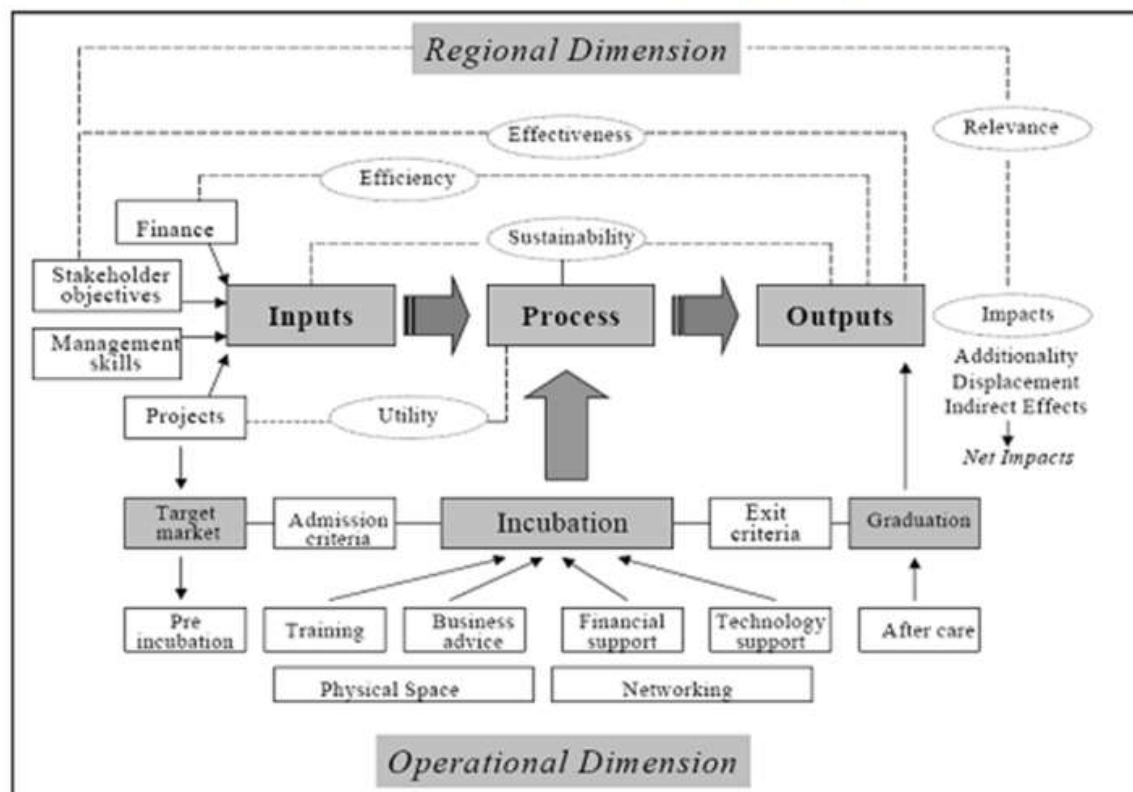 Regional Dimension
Effectiveness
Relevance
Efficiency
Finance
Sustainability
Stakeholder
objectives
Inputs
Process
Outputs
Impacts
Management
skills
Additionality
Displacement
Indirect Effects
Projects
Utility
Net Impacts
Target
market
Admission
criteria
Incubation
Exit
criteria
Graduation
Pre
incubation
Training
Business
advice
Financial
support
Technology
support
After care
Physical Space
Networking
Operational Dimension